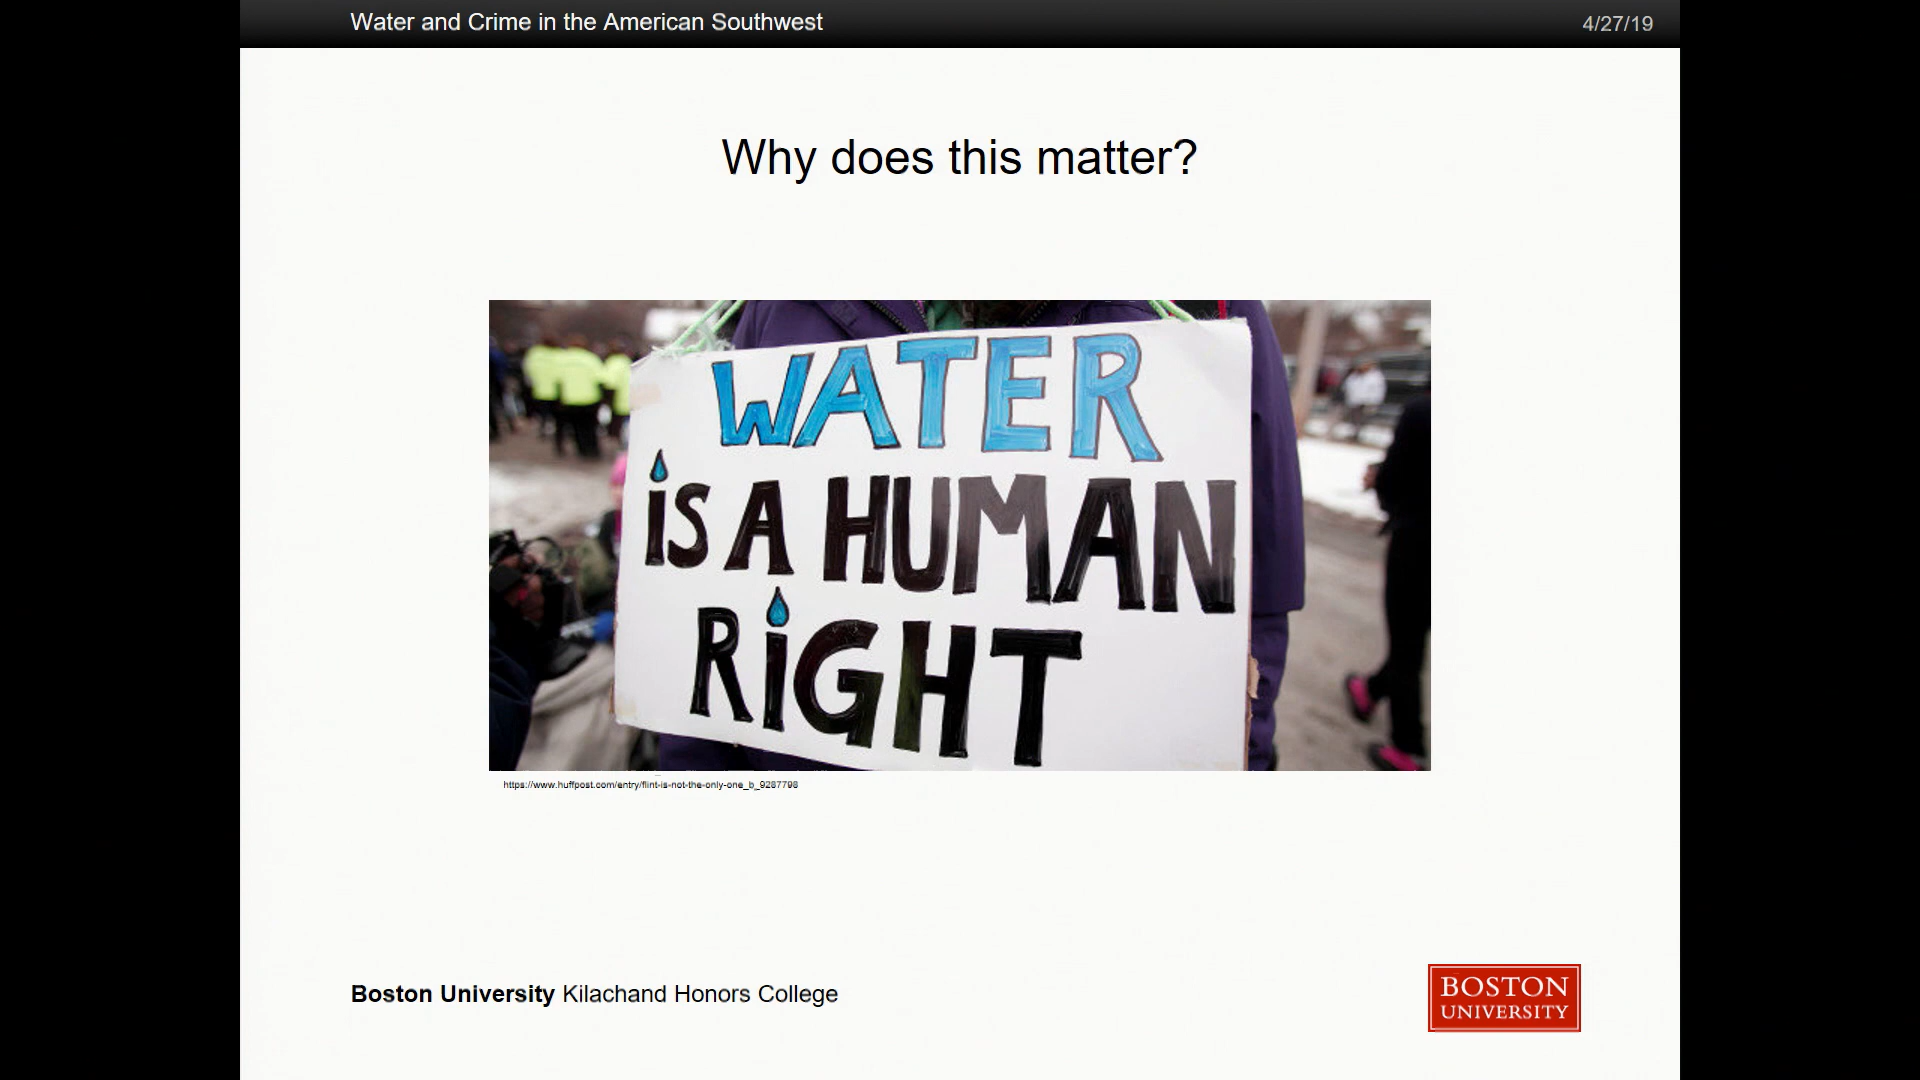 Water and Crime in the American Southwest
4/27/19
Why does this matter?
WATER
iS A HUMAN
RiGHT
https://www.huffpost.com/entry/flint-is-not-the-only-one_b_9287798
Boston University Kilachand Honors College
BOSTON
UNIVERSITY